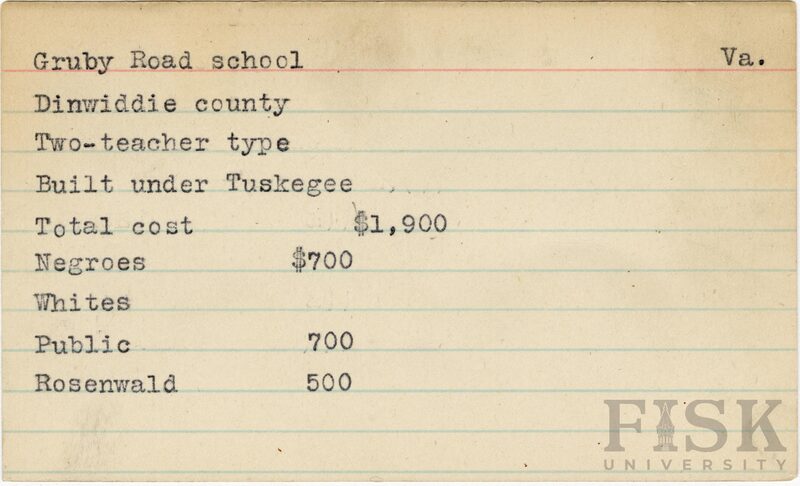 Gruby Road school Va.
Dinwiddie county
Two-teacher type
Built under Tuskegee
Total cost $1,900
Negroes $700
Whites
Public 700
Rosenwald 500
FISK
UNIVERSITY